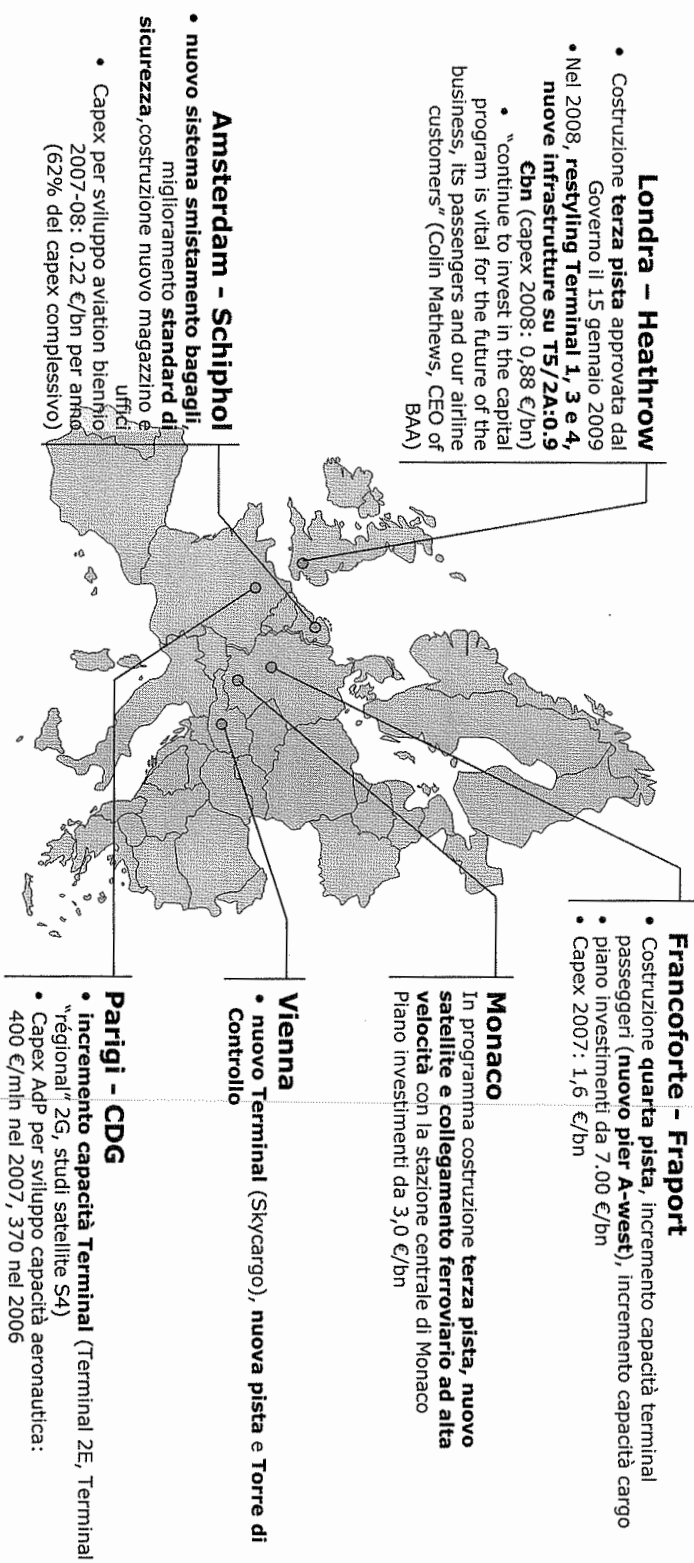 Londra – Heathrow
• Costruzione terza pista approvata dal
Governo il 15 gennaio 2009
• Nel 2008, restyling Terminal 1, 3 e 4,
nuove infrastrutture su T5/2A:0.9
€bn (capex 2008: 0,88 €/bn)
• "continue to invest in the capital
program is vital for the future of the
business, its passengers and our airline
customers" (Colin Mathews, CEO of
BAA)
Amsterdam - Schiphol
• nuovo sistema smistamento bagagli,
miglioramento standard di
sicurezza,costruzione nuovo magazzino e
uffici
• Capex per sviluppo aviation biennio
2007-08: 0.22 €/bn per anno
(62% del capex complessivo)
Francoforte - Fraport
• Costruzione quarta pista, incremento capacità terminal
passeggeri (nuovo pier A-west), incremento capacità cargo
• piano investimenti da 7.00 €/bn
• Capex 2007: 1,6 €/bn
Monaco
In programma costruzione terza pista, nuovo
satellite e collegamento ferroviario ad alta
velocità con la stazione centrale di Monaco
Piano investimenti da 3,0 €/bn
Vienna
• nuovo Terminal (Skycargo), nuova pista e Torre di
Controllo
Parigi - CDG
• incremento capacità Terminal (Terminal 2E, Terminal
"régional" 2G, studi satellite S4)
• Capex AdP per sviluppo capacità aeronautica:
400 €/mln nel 2007, 370 nel 2006